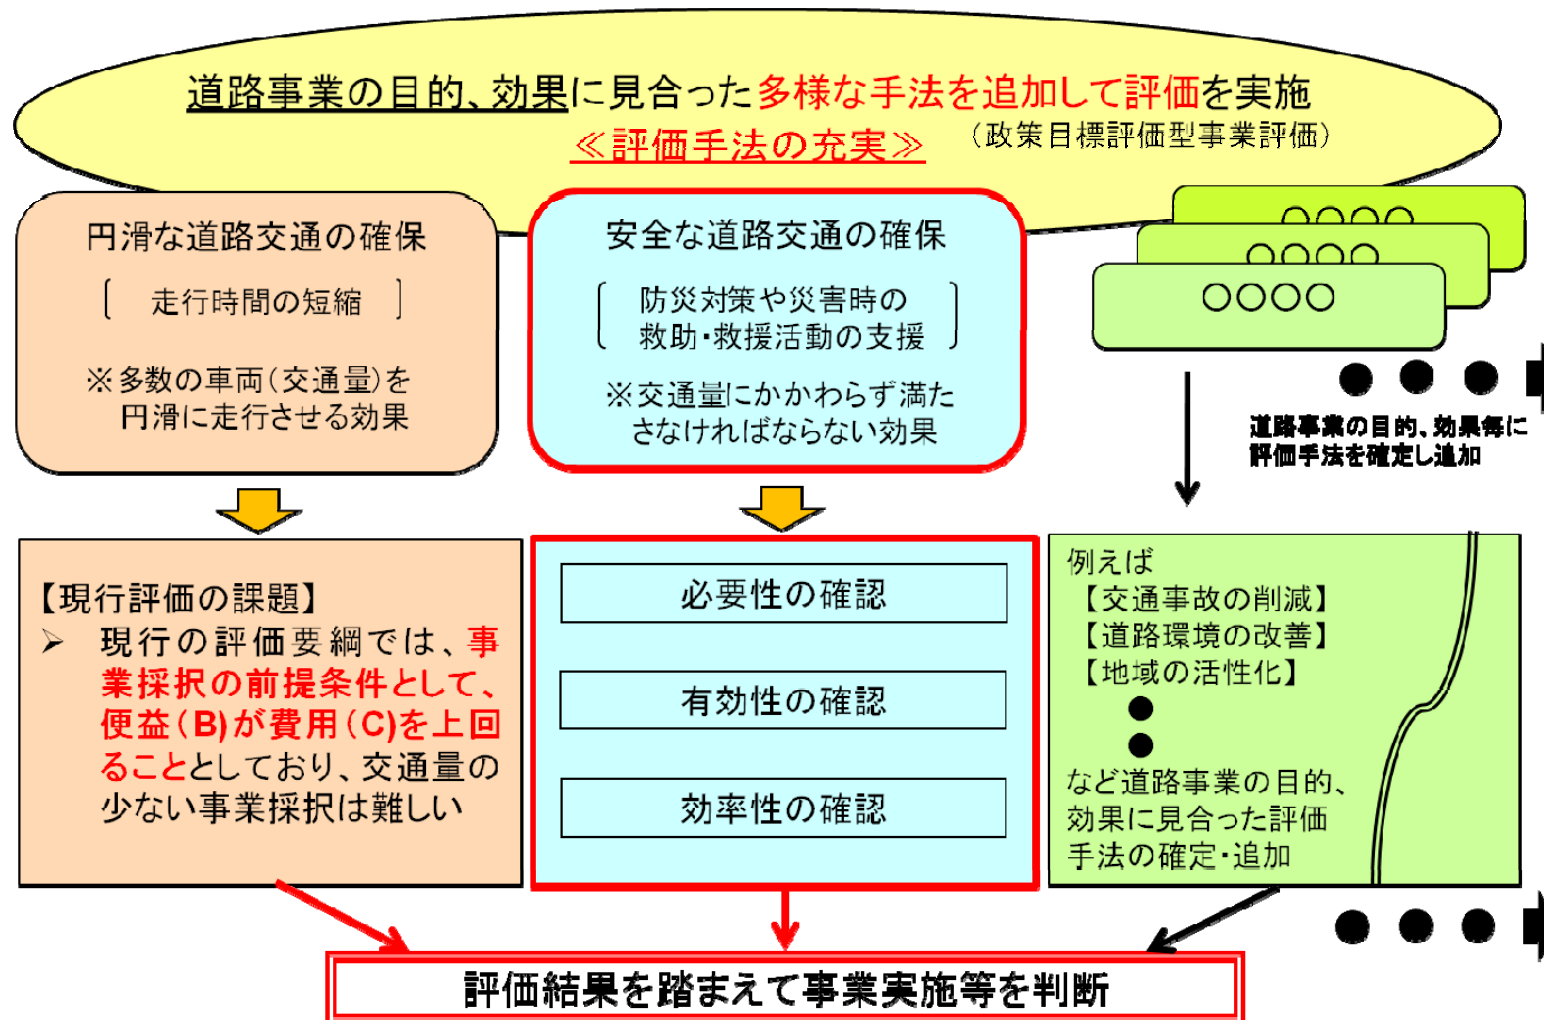 道路事業の目的、効果に見合った多様な手法を追加して評価を実施
≪評価手法の充実≫
（政策目標評価型事業評価）
円滑な道路交通の確保
〔 走行時間の短縮 〕
※多数の車両（交通量）を
円滑に走行させる効果
安全な道路交通の確保
防災対策や災害時の
救助・救援活動の支援
※交通量にかかわらず満た
さなければならない効果
○○○○
○○○○
○○○○
道路事業の目的、効果毎に
評価手法を確定し追加
【現行評価の課題】
➢ 現行の評価要綱では、事
業採択の前提条件として、
便益（B)が費用（C)を上回
ることとしており、交通量の
少ない事業採択は難しい
必要性の確認
有効性の確認
効率性の確認
例えば
【交通事故の削減】
【道路環境の改善】
【地域の活性化】
●
●
など道路事業の目的、
効果に見合った評価
手法の確定・追加
評価結果を踏まえて事業実施等を判断